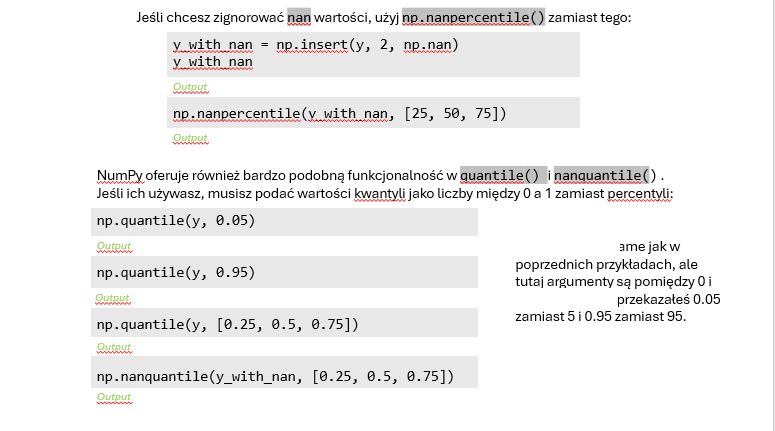 Jeśli chcesz zignorować nan wartości, użyj np.nanpercentile() zamiast tego:
y_with_nan = np.insert(y, 2, np.nan)
y_with_nan
Output
np.nanpercentile(y_with_nan, [25, 50, 75])
Output
NumPy oferuje również bardzo podobną funkcjonalność w quantile() i nanquantile() .
Jeśli ich używasz, musisz podać wartości kwantyli jako liczby między 0 a 1 zamiast percentyli:
np.quantile(y, 0.05)
Output
np.quantile(y, 0.95)
Output
np.quantile(y, [0.25, 0.5, 0.75])
Output
np.nanquantile(y_with_nan, [0.25, 0.5, 0.75])
Output
jak w
poprzednich przykładach, ale
tutaj argumenty są pomiędzy 0 i
przekazałeś 0.05
zamiast 5 i 0.95 zamiast 95.